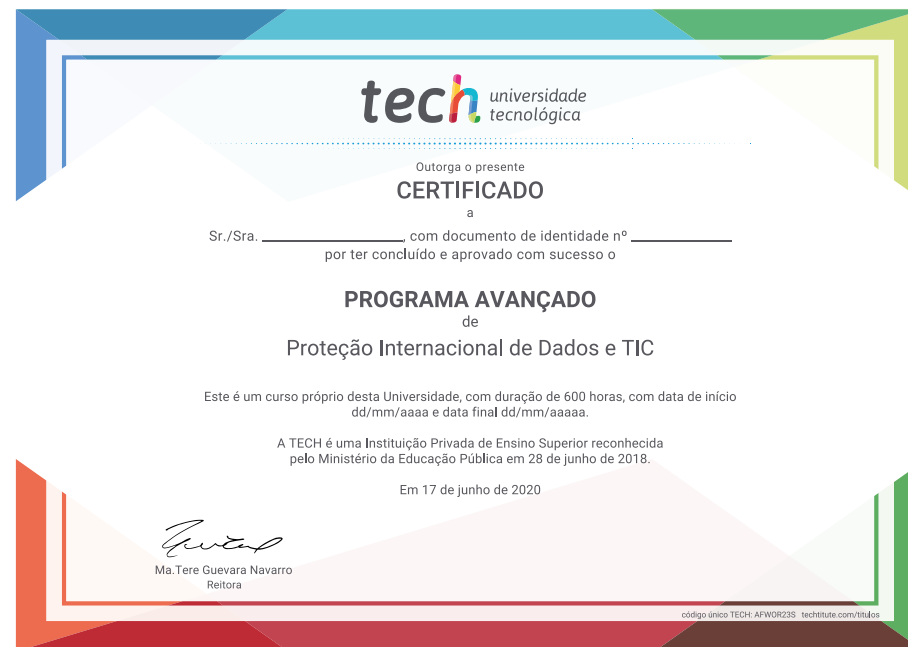 tech universidade
tecnológica
Outorga o presente
CERTIFICADO
a
Sr./Sra. ____________________, com documento de identidade nº ______________
por ter concluído e aprovado com sucesso o
PROGRAMA AVANÇADO
de
Proteção Internacional de Dados e TIC
Este é um curso próprio desta Universidade, com duração de 600 horas, com data de início
dd/mm/aaaa e data final dd/mm/aaaaa.
A TECH é uma Instituição Privada de Ensino Superior reconhecida
pelo Ministério da Educação Pública em 28 de junho de 2018.
Em 17 de junho de 2020
Ma.Tere Guevara Navarro
Reitora
código único TECH: AFWOR23S techtitute.com/titulos